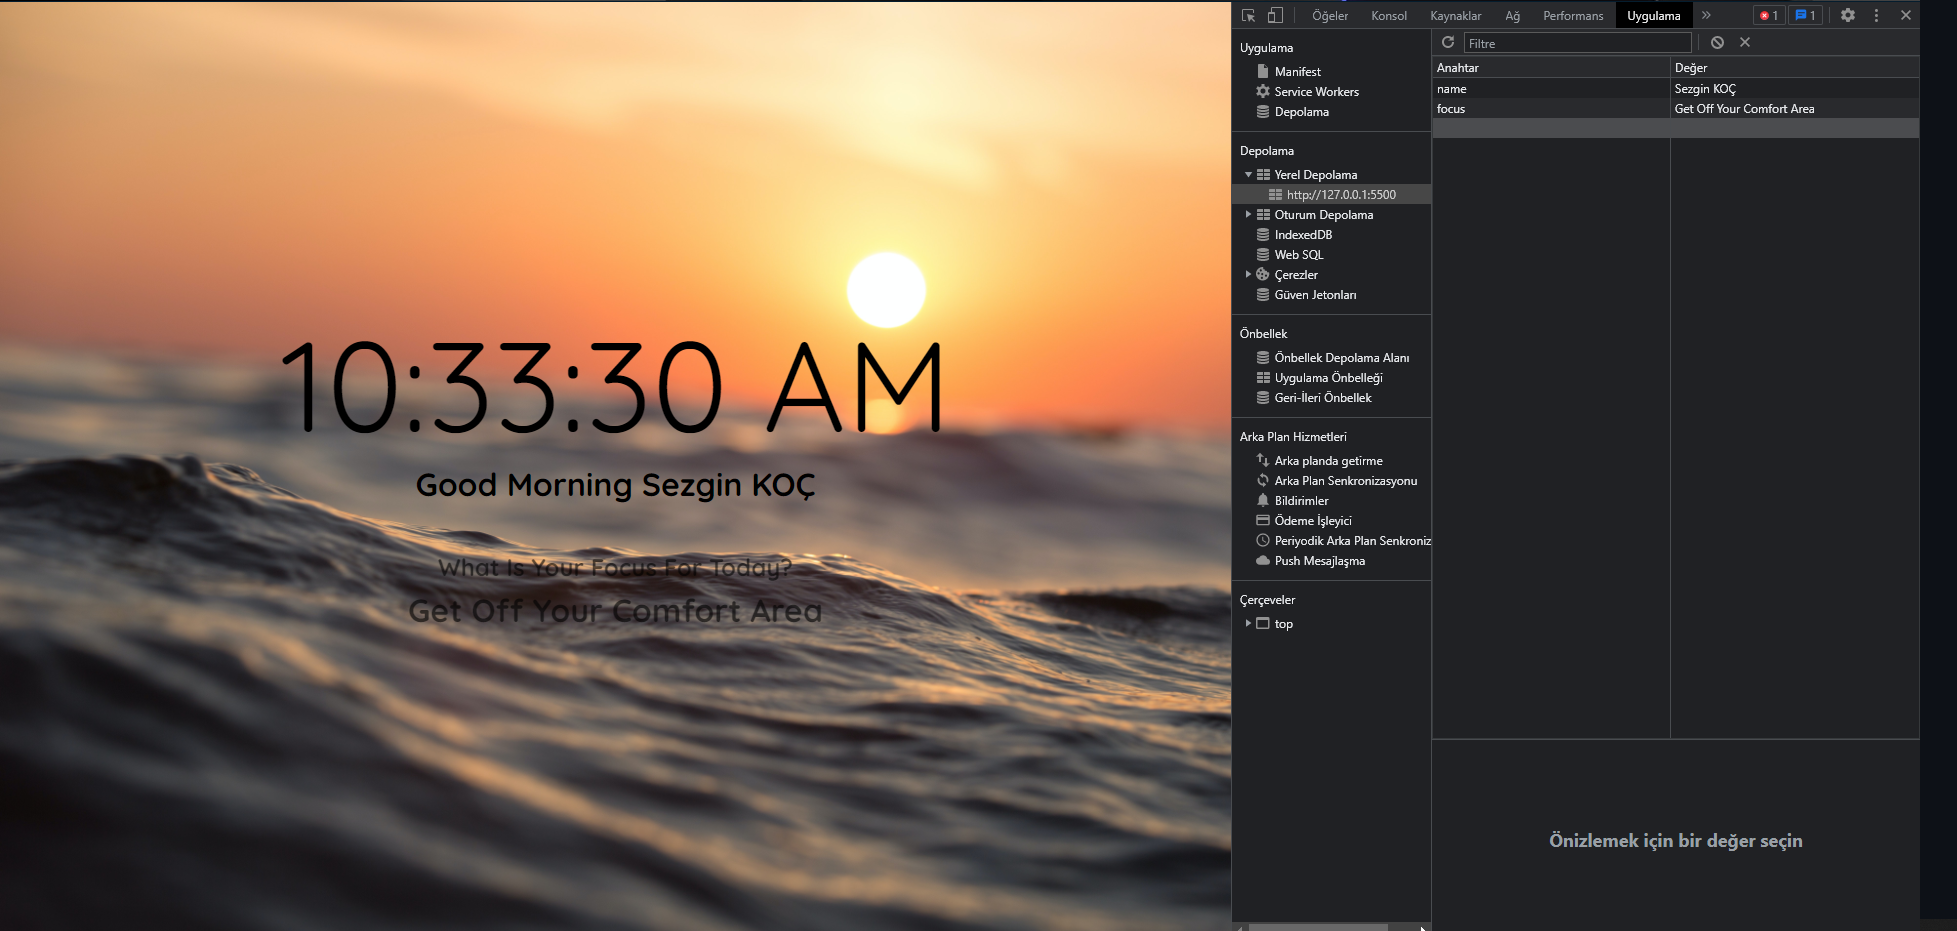 10:33:30 AM
Good Morning Sezgin KOÇ
What Is Your Focus For Today?
Get Off Your Comfort Area
Öğeler Konsol Kaynaklar Ağ Performans Uygulama 1 1
Uygulama
Manifest
Service Workers
Depolama
Depolama
Yerel Depolama
http://127.0.0.1:5500
Oturum Depolama
IndexedDB
Web SQL
Çerezler
Güven Jetonları
Önbellek
Önbellek Depolama Alanı
Uygulama Önbelleği
Geri-İleri Önbellek
Arka Plan Hizmetleri
Arka planda getirme
Arka Plan Senkronizasyonu
Bildirimler
Ödeme İşleyici
Periyodik Arka Plan Senkroniz
Push Mesajlaşma
Çerçeveler
top
Filtre
Anahtar Değer
name Sezgin KOÇ
focus Get Off Your Comfort Area
Önizlemek için bir değer seçin